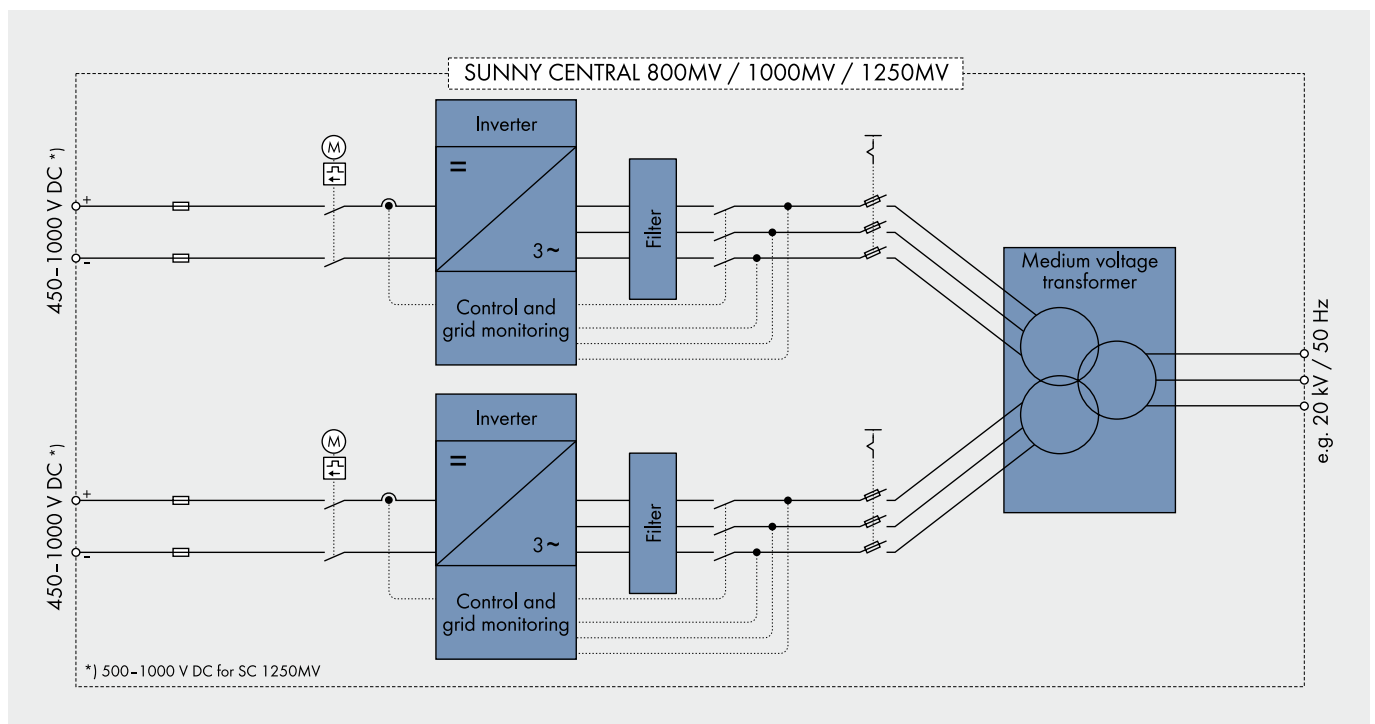 SUNNY CENTRAL 800MV / 1000MV / 1250MV
450–1000 V DC *)
+
-
M
Inverter
=
3~
Control and
grid monitoring
Filter
Medium voltage
transformer
e.g. 20 kV / 50 Hz
450–1000 V DC *)
+
-
M
Inverter
=
3~
Control and
grid monitoring
Filter
*) 500–1000 V DC for SC 1250MV